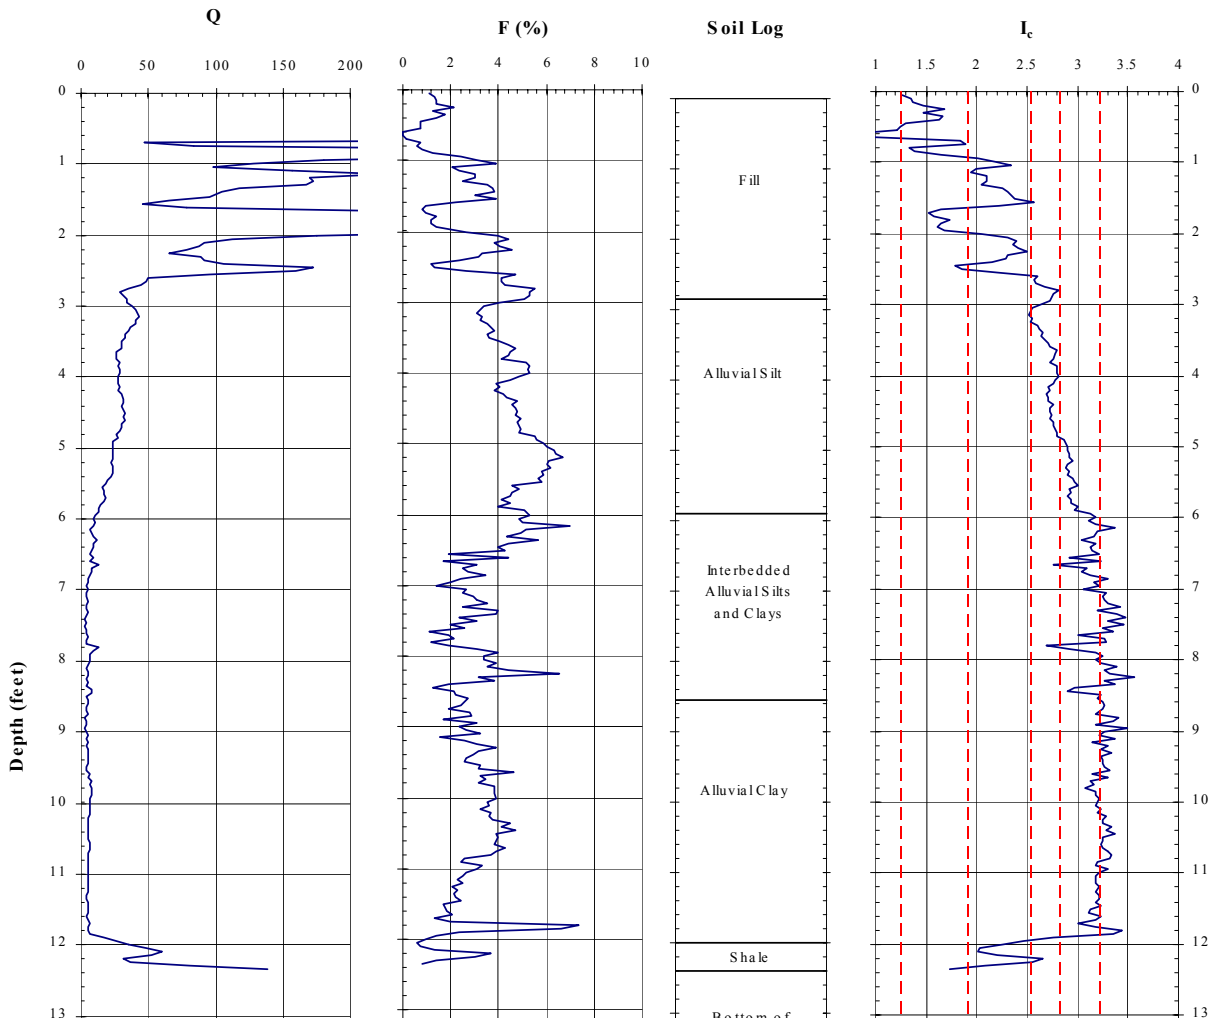 Q
F (%)
Soil Log
Ic
0 50 100 150 200
0 2 4 6 8 10
1 1.5 2 2.5 3 3.5 4
0
1
2
3
4
5
6
7
8
9
10
11
12
13
Depth (feet)
Fill
Alluvial Silt
Interbedded
Alluvial Silts
and Clays
Alluvial Clay
Shale
Bottom of
0
1
2
3
4
5
6
7
8
9
10
11
12
13